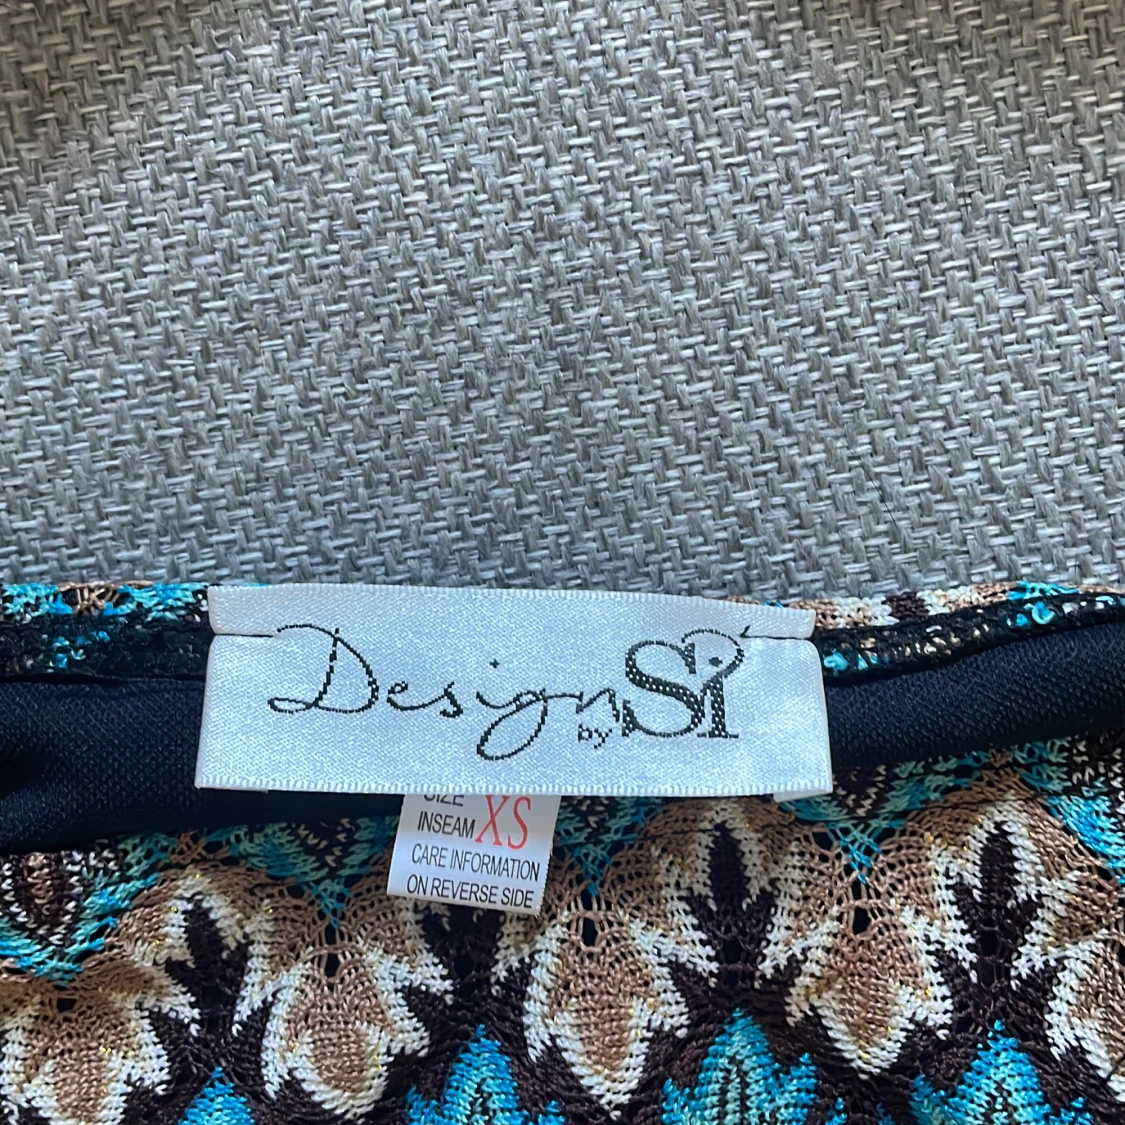 Design by Si
SIZE XS
INSEAM
CARE INFORMATION
ON REVERSE SIDE